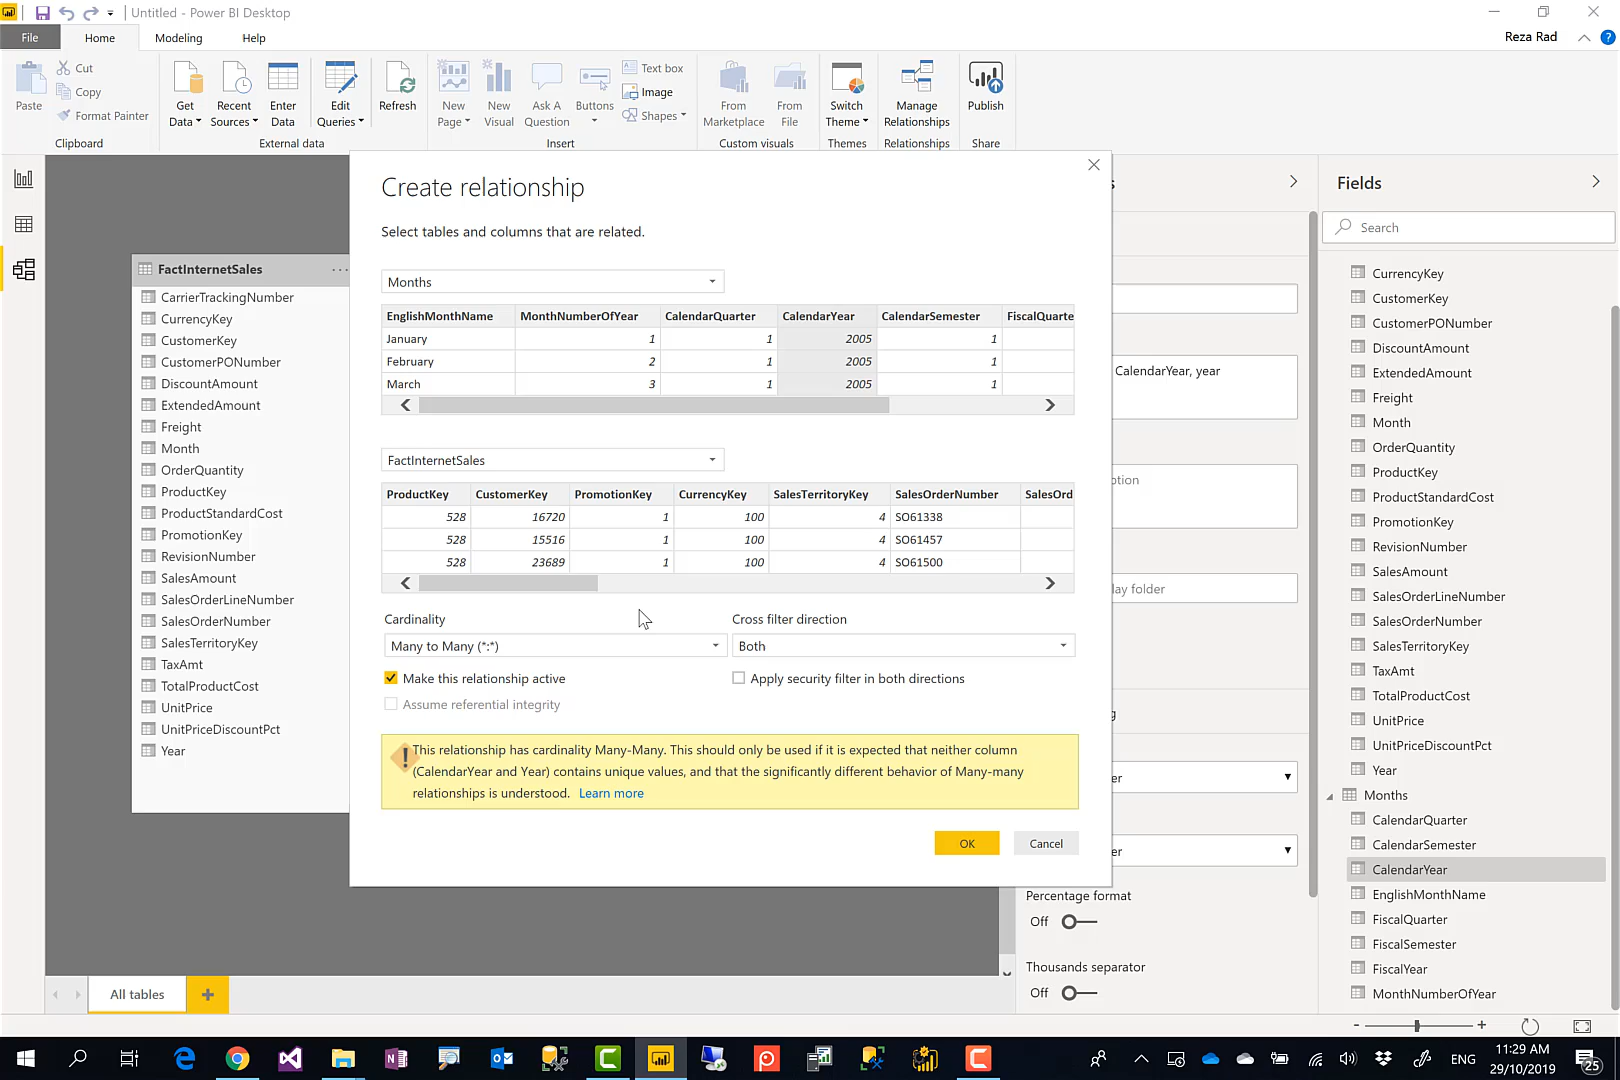 Untitled - Power BI Desktop
File
Home
Modeling
Help
Reza Rad
Paste
Cut
Copy
Format Painter
Clipboard
Get Data
Recent Sources
Enter Data
Edit Queries
External data
Refresh
New Page
New Visual
Ask A Question
Buttons
Text box
Image
Shapes
Insert
From Marketplace
From File
Custom visuals
Switch Theme
Themes
Manage Relationships
Relationships
Publish
Share
FactInternetSales
CarrierTrackingNumber
CurrencyKey
CustomerKey
CustomerPONumber
DiscountAmount
ExtendedAmount
Freight
Month
OrderQuantity
ProductKey
ProductStandardCost
PromotionKey
RevisionNumber
SalesAmount
SalesOrderLineNumber
SalesOrderNumber
SalesTerritoryKey
TaxAmt
TotalProductCost
UnitPrice
UnitPriceDiscountPct
Year
Create relationship
Select tables and columns that are related.
Months
EnglishMonthName MonthNumberOfYear CalendarQuarter CalendarYear CalendarSemester FiscalQuarte
January 1 1 2005 1
February 2 1 2005 1
March 3 1 2005 1
FactInternetSales
ProductKey CustomerKey PromotionKey CurrencyKey SalesTerritoryKey SalesOrderNumber SalesOrd
528 16720 1 100 4 SO61338
528 15516 1 100 4 SO61457
528 23689 1 100 4 SO61500
Cardinality
Many to Many (*:*)
Cross filter direction
Both
Make this relationship active
Apply security filter in both directions
Assume referential integrity
This relationship has cardinality Many-Many. This should only be used if it is expected that neither column
(CalendarYear and Year) contains unique values, and that the significantly different behavior of Many-many
relationships is understood. Learn more
OK
Cancel
s
CalendarYear, year
otion
lay folder
g
er
er
Percentage format
Off
Thousands separator
Off
Fields
Search
CurrencyKey
CustomerKey
CustomerPONumber
DiscountAmount
ExtendedAmount
Freight
Month
OrderQuantity
ProductKey
ProductStandardCost
PromotionKey
RevisionNumber
SalesAmount
SalesOrderLineNumber
SalesOrderNumber
SalesTerritoryKey
TaxAmt
TotalProductCost
UnitPrice
UnitPriceDiscountPct
Year
Months
CalendarQuarter
CalendarSemester
CalendarYear
EnglishMonthName
FiscalQuarter
FiscalSemester
FiscalYear
MonthNumberOfYear
All tables
ENG
11:29 AM
29/10/2019
25